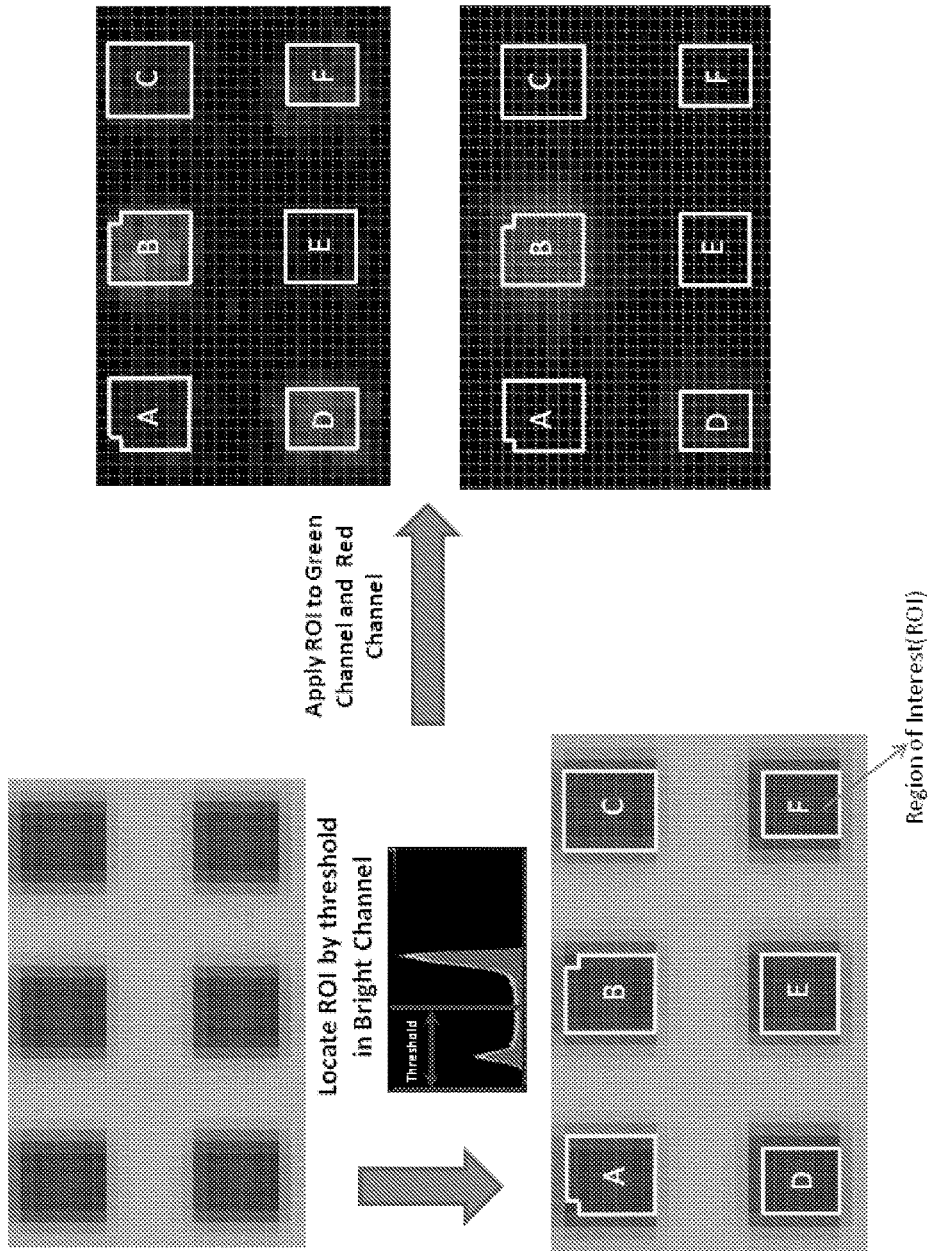 Locate ROI by threshold
in Bright Channel
Threshold
A
B
C
D
E
F
Region of Interest(ROI)
Apply ROI to Green
Channel and Red
Channel
A
B
C
D
E
F
A
B
C
D
E
F